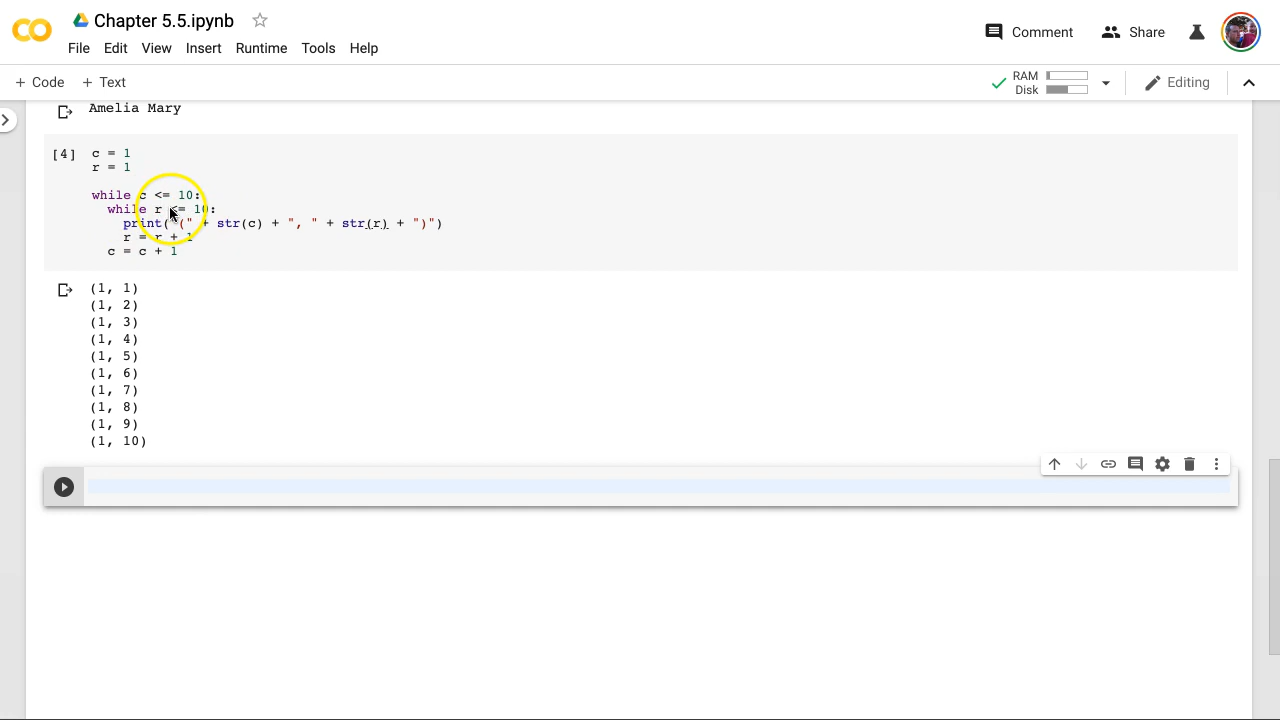 Chapter 5.5.ipynb
File Edit View Insert Runtime Tools Help
Comment Share
+ Code + Text
RAM
Disk
Editing
Amelia Mary
[4] c = 1
r = 1
while c <= 10:
while r <= 10:
print("(" + str(c) + ", " + str(r) + ")")
r = r + 1
c = c + 1
(1, 1)
(1, 2)
(1, 3)
(1, 4)
(1, 5)
(1, 6)
(1, 7)
(1, 8)
(1, 9)
(1, 10)